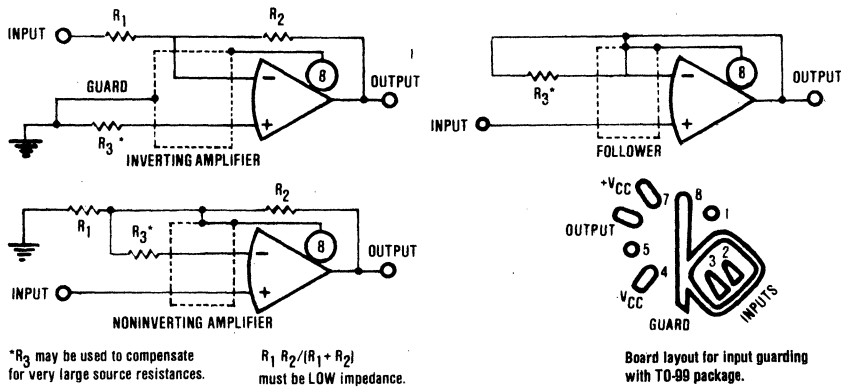 INPUT
R1
R2
8
OUTPUT
GUARD
−
+
R3*
INVERTING AMPLIFIER
R3*
8
OUTPUT
−
+
INPUT
FOLLOWER
R1
R2
R3*
8
OUTPUT
−
+
INPUT
NONINVERTING AMPLIFIER
+VCC
7
8
1
OUTPUT
5
3
2
4
−VCC
INPUTS
GUARD
*R3 may be used to compensate
for very large source resistances.
R1 R2/(R1 + R2)
must be LOW impedance.
Board layout for input guarding
with TO-99 package.